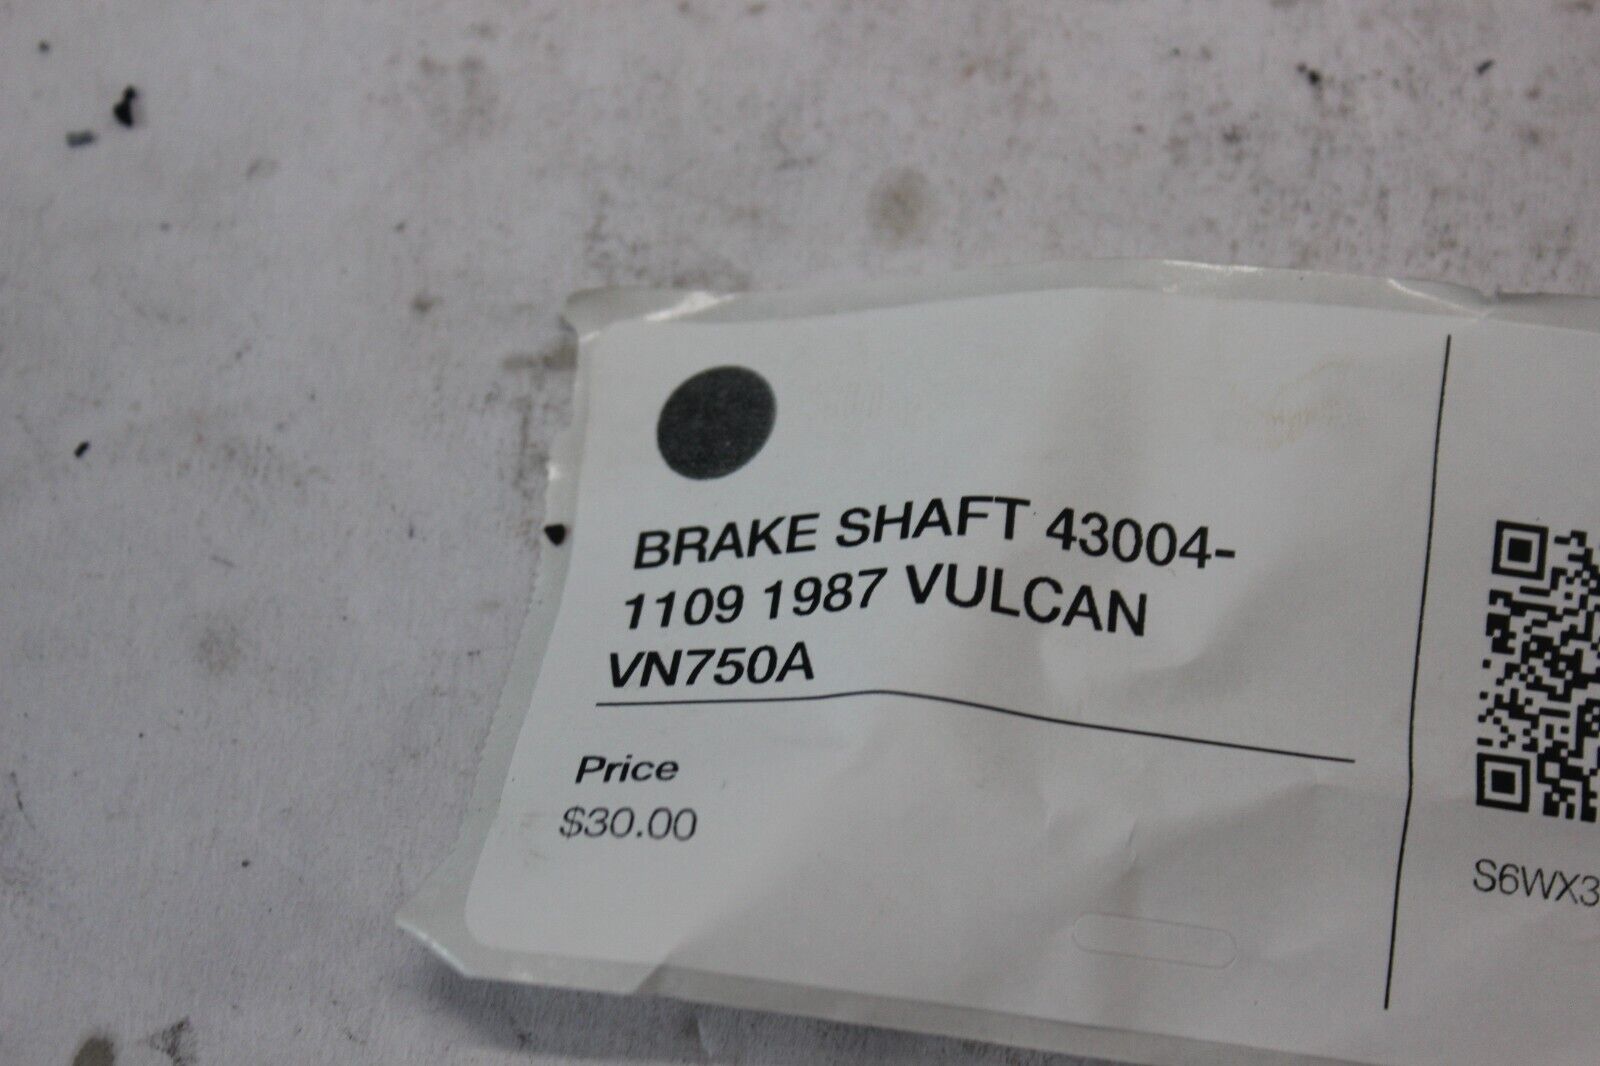 BRAKE SHAFT 43004-
1109 1987 VULCAN
VN750A
Price
$30.00
S6WX3